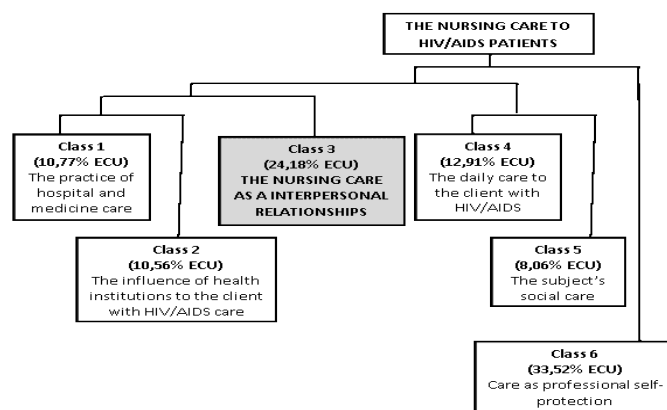 THE NURSING CARE TO
HIV/AIDS PATIENTS
Class 1
(10,77% ECU)
The practice of
hospital and
medicine care
Class 3
(24,18% ECU)
THE NURSING CARE
AS A INTERPERSONAL
RELATIONSHIPS
Class 4
(12,91% ECU)
The daily care to
the client with
HIV/AIDS
Class 2
(10,56% ECU)
The influence of health
institutions to the client
with HIV/AIDS care
Class 5
(8,06% ECU)
The subject's
social care
Class 6
(33,52% ECU)
Care as professional self-
protection